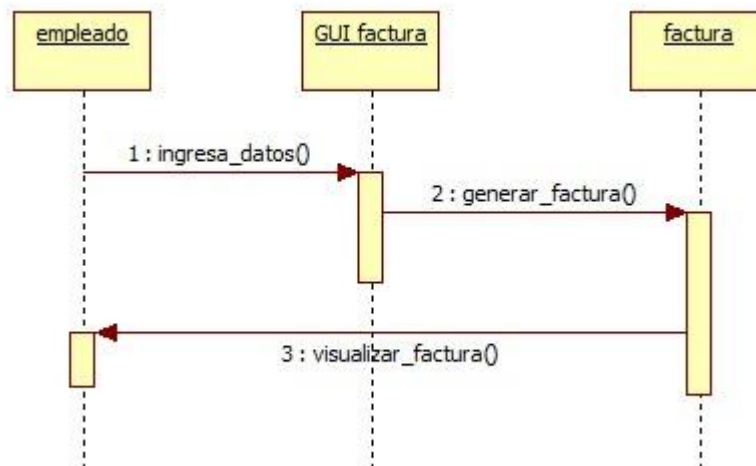 empleado
GUI factura
factura
1 : ingresa_datos()
2 : generar_factura()
3 : visualizar_factura()